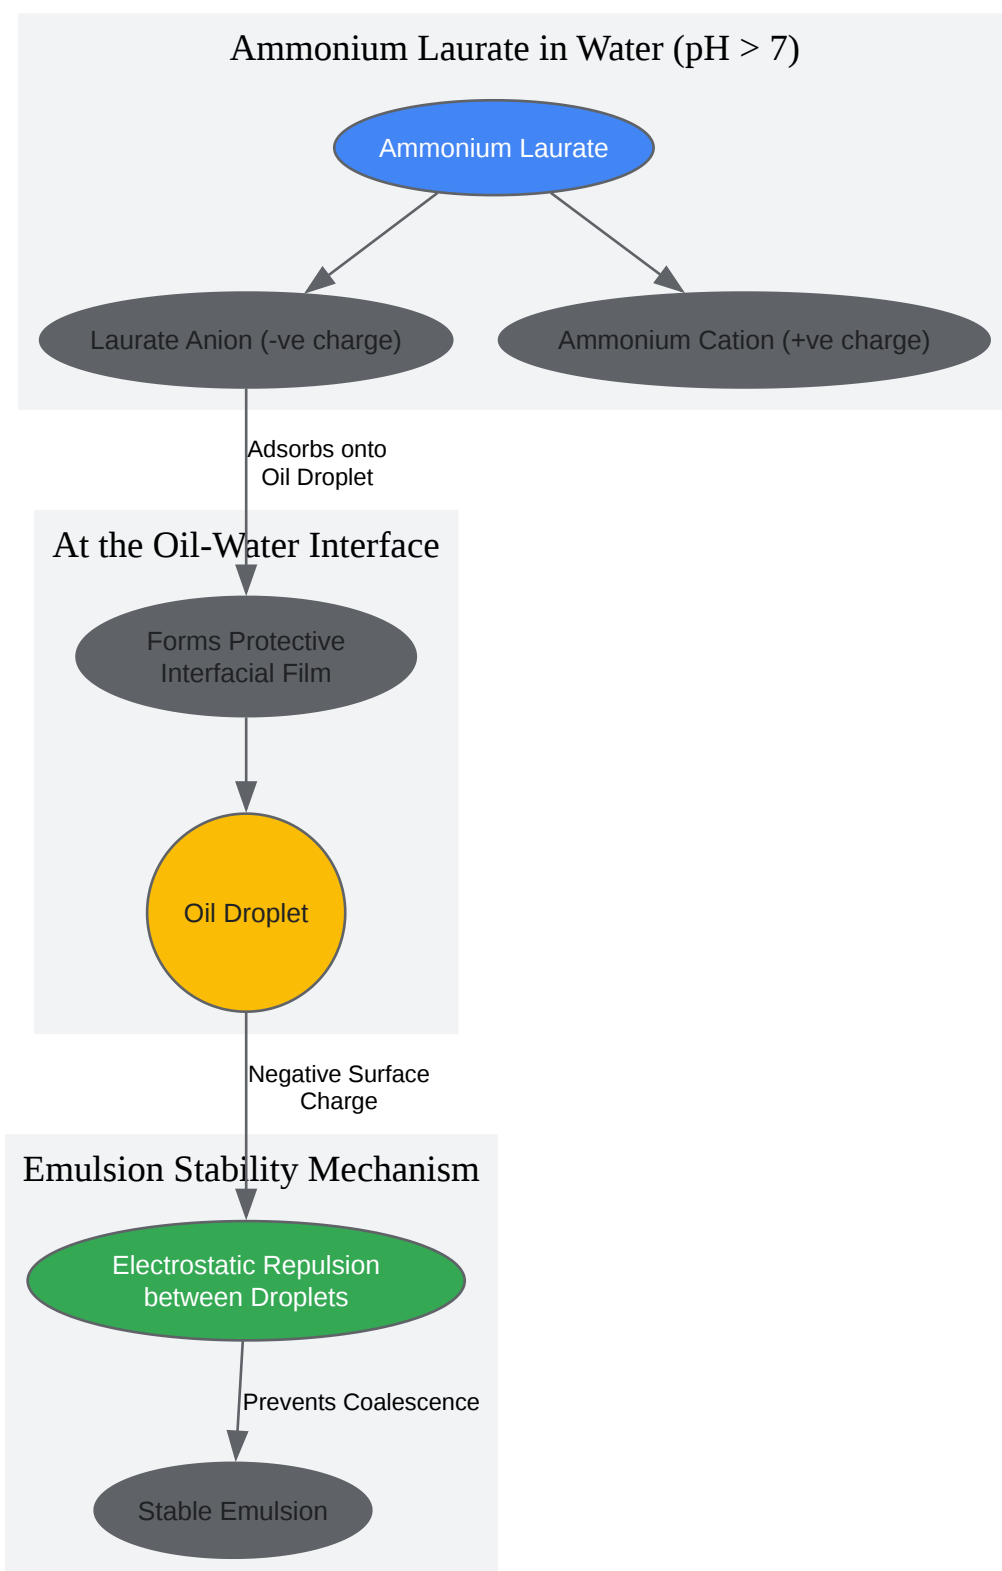 Ammonium Laurate in Water (pH > 7)
Ammonium Laurate
Laurate Anion (-ve charge)
Ammonium Cation (+ve charge)
Adsorbs onto
Oil Droplet
At the Oil-Water Interface
Forms Protective
Interfacial Film
Oil Droplet
Negative Surface
Charge
Emulsion Stability Mechanism
Electrostatic Repulsion
between Droplets
Prevents Coalescence
Stable Emulsion